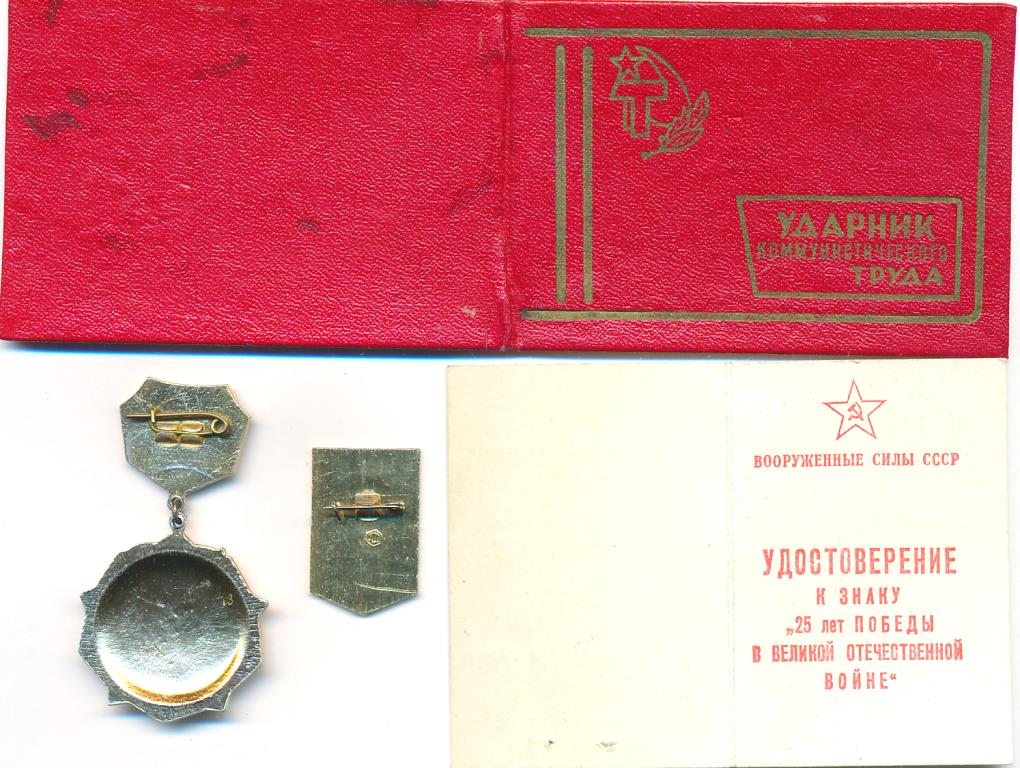 УДАРНИК
КОММУНИСТИЧЕСКОГО
ТРУДА
ВООРУЖЕННЫЕ СИЛЫ СССР
УДОСТОВЕРЕНИЕ
К ЗНАКУ
„25 лет ПОБЕДЫ
В ВЕЛИКОЙ ОТЕЧЕСТВЕННОЙ
ВОЙНЕ“